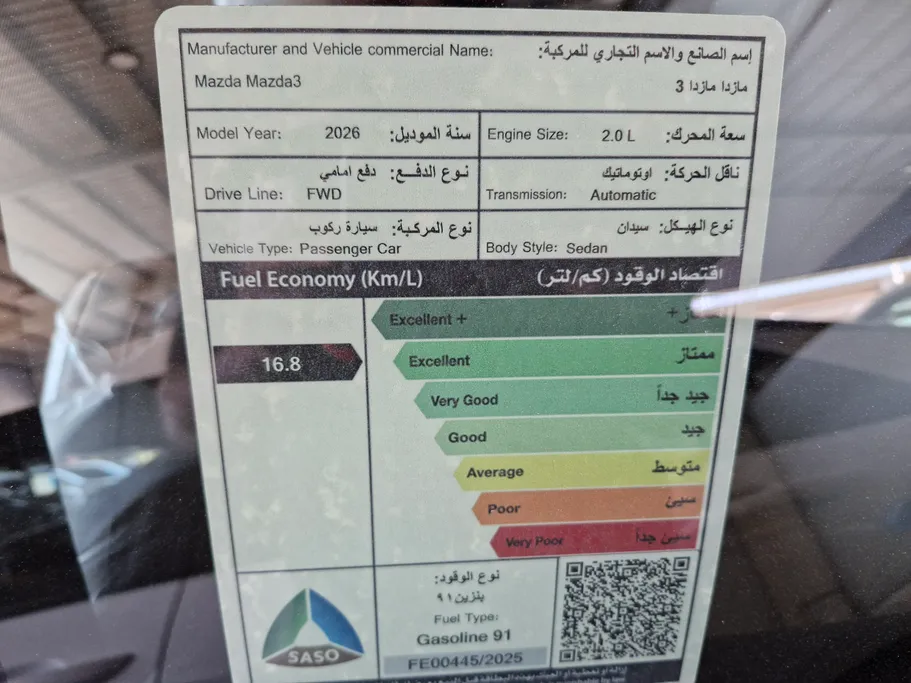 Manufacturer and Vehicle commercial Name: إسم الصانع والاسم التجاري للمركبة:
Mazda Mazda3 مازدا مازدا 3
Model Year: 2026 سنة الموديل: Engine Size: 2.0 L سعة المحرك:
نوع الدفع: دفع امامي ناقل الحركة: اوتوماتيك
Drive Line: FWD Transmission: Automatic
نوع المركبة: سيارة ركوب نوع الهيكل: سيدان
Vehicle Type: Passenger Car Body Style: Sedan
Fuel Economy (Km/L) اقتصاد الوقود (كم/لتر)
Excellent +
16.8 Excellent ممتاز
Very Good جيد جداً
Good جيد
Average متوسط
Poor سيئ
Very Poor سيئ جداً
نوع الوقود:
بنزين ٩١
Fuel Type:
Gasoline 91
SASO
FE00445/2025